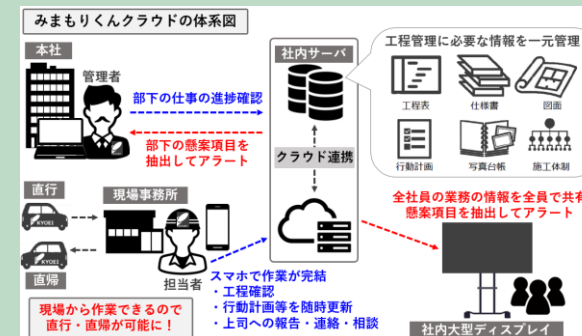 みまもりくんクラウドの体系図
本社
管理者
部下の仕事の進捗確認
部下の懸案項目を
抽出してアラート
社内サーバ
クラウド連携
工程管理に必要な情報を一元管理
工程表
仕様書
図面
行動計画
写真台帳
施工体制
直行
KYOEI
KYOEI
直帰
現場事務所
担当者
現場から作業できるので
直行・直帰が可能に！
スマホで作業が完結
・工程確認
・行動計画等を随時更新
・上司への報告・連絡・相談
全社員の業務の情報を全員で共有
懸案項目を抽出してアラート
社内大型ディスプレイ